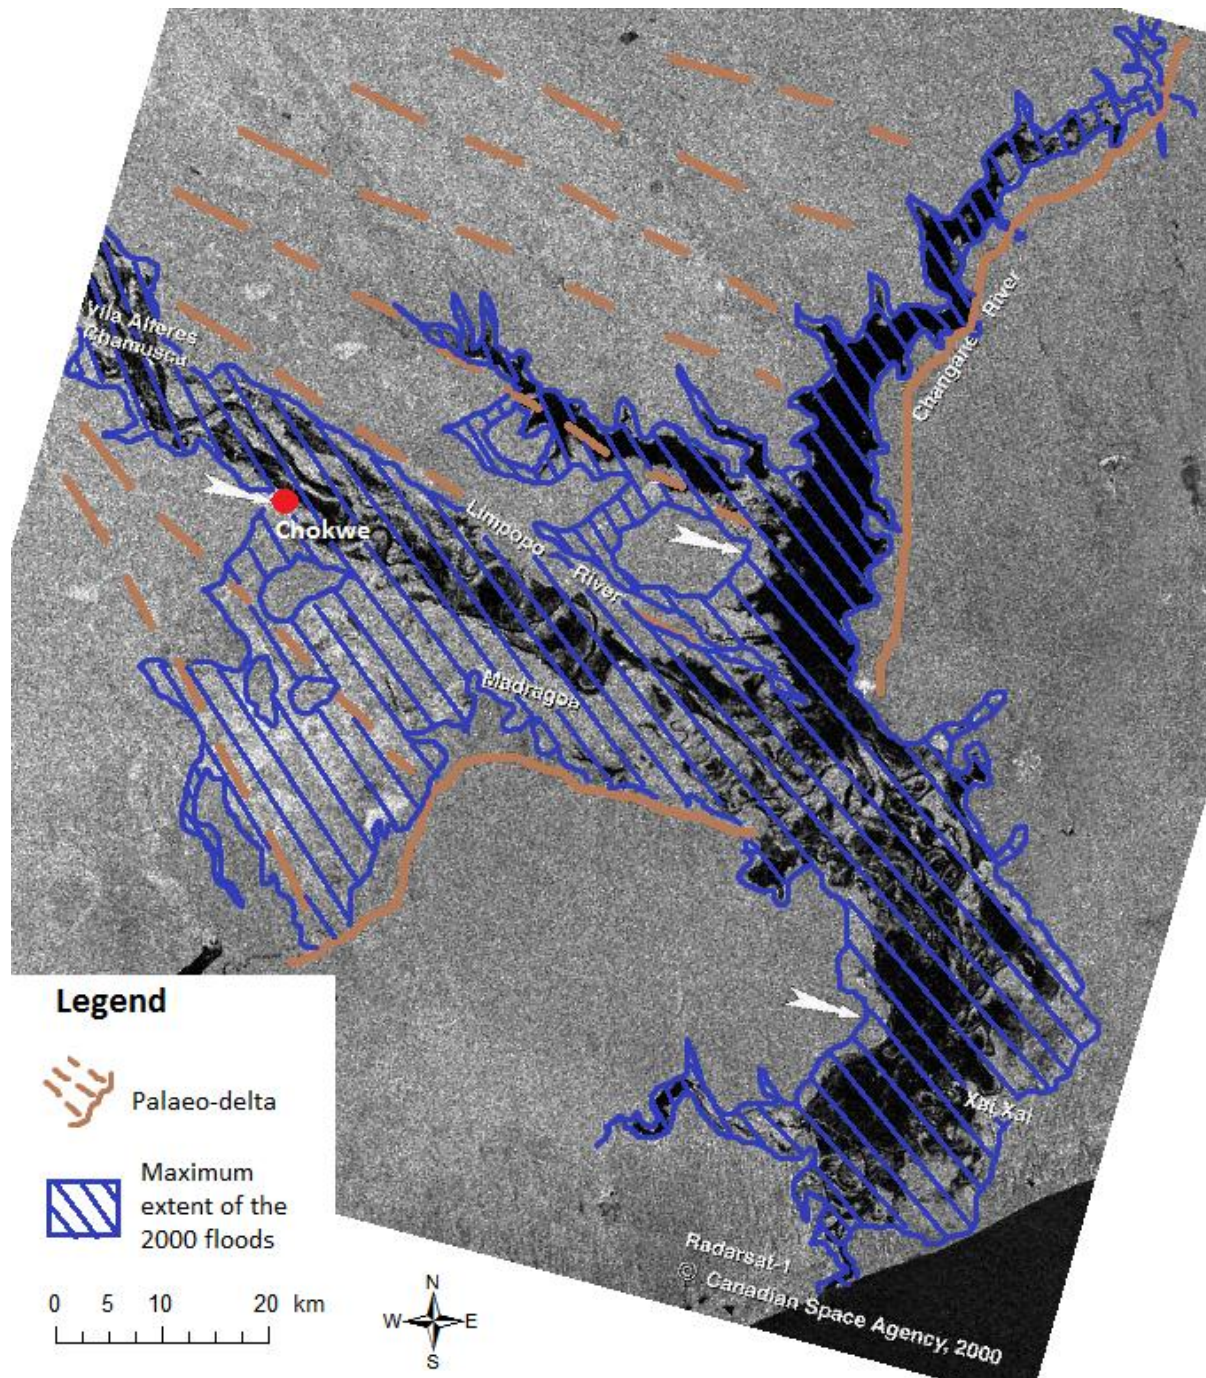 vila Alferes
Chamusca
Changane River
Chokwe
Limpopo
River
Madragoa
Xai Xai
Legend
Palaeo-delta
Maximum
extent of the
2000 floods
0 5 10 20 km
N
W E
S
Radarsat-1
© Canadian Space Agency, 2000